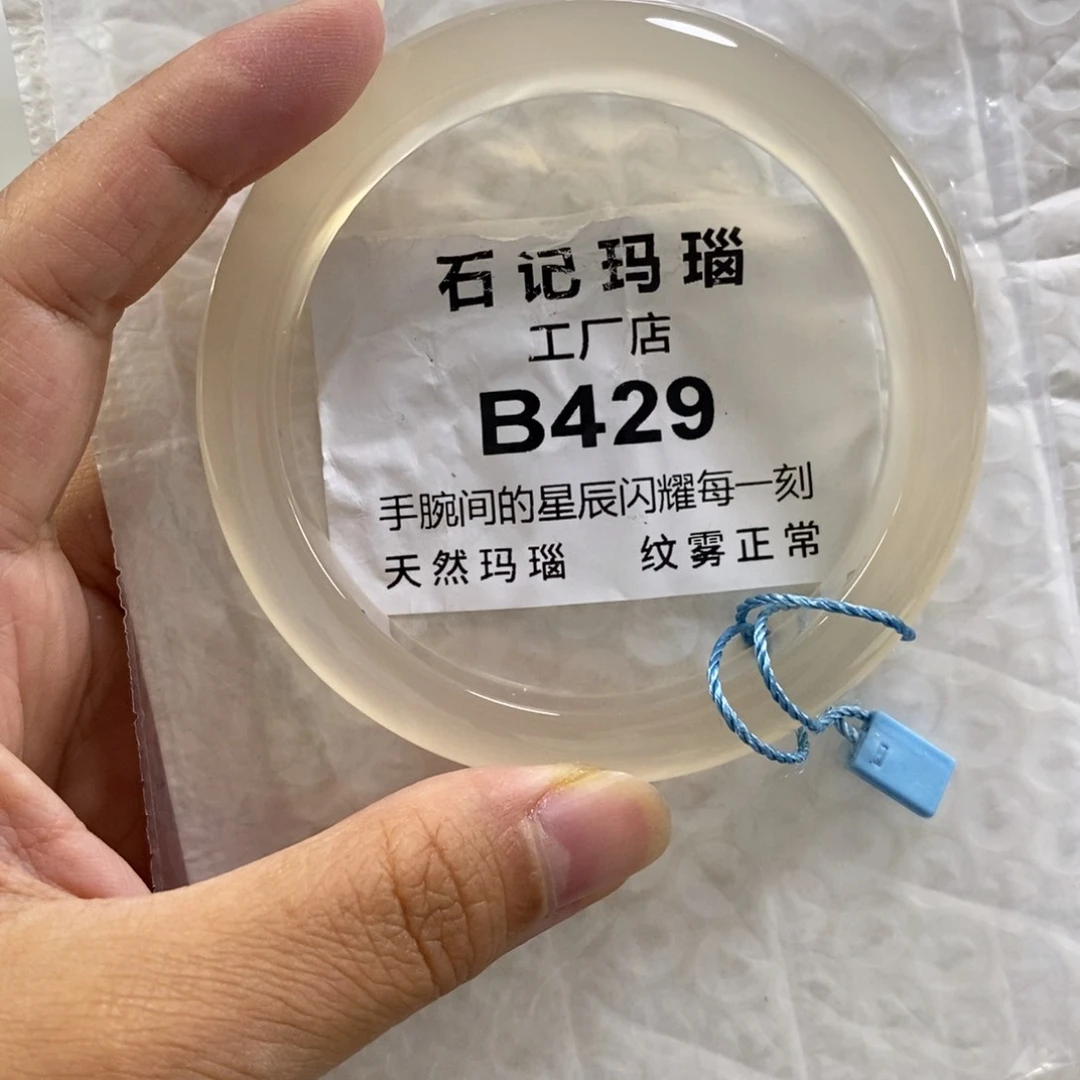 石记玛瑙
工厂店
B429
手腕间的星辰闪耀每一刻
天然玛瑙 纹雾正常